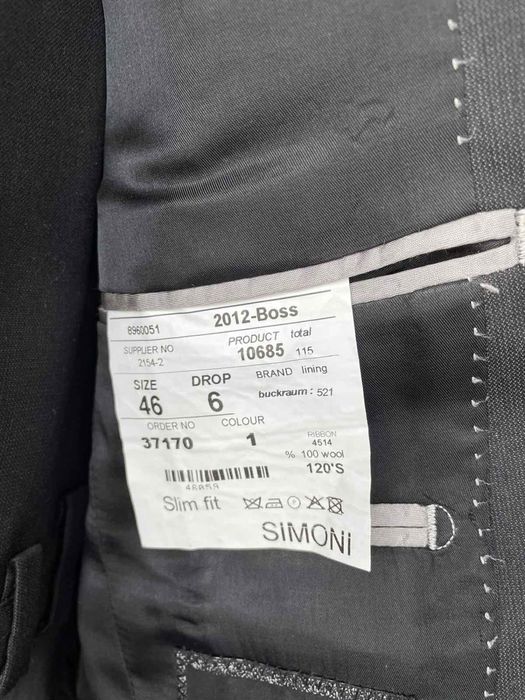 8960051 2012-Boss
SUPPLIER NO PRODUCT total
2154-2 10685 115
SIZE DROP BRAND lining
46 6 buckraum: 521
ORDER NO COLOUR RIBBON
37170 1 4514
% 100 wool
120'S
48859
Slim fit
SiMONi